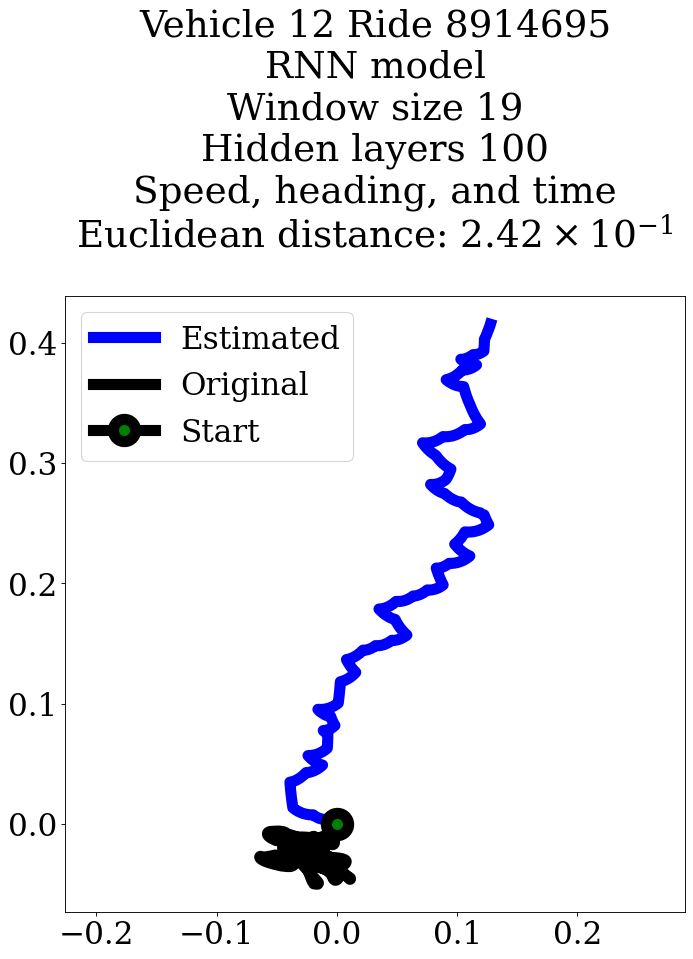 Vehicle 12 Ride 8914695
RNN model
Window size 19
Hidden layers 100
Speed, heading, and time
Euclidean distance: 2.42 × 10⁻¹
Estimated
Original
Start
0.4
0.3
0.2
0.1
0.0
−0.2
−0.1
0.0
0.1
0.2